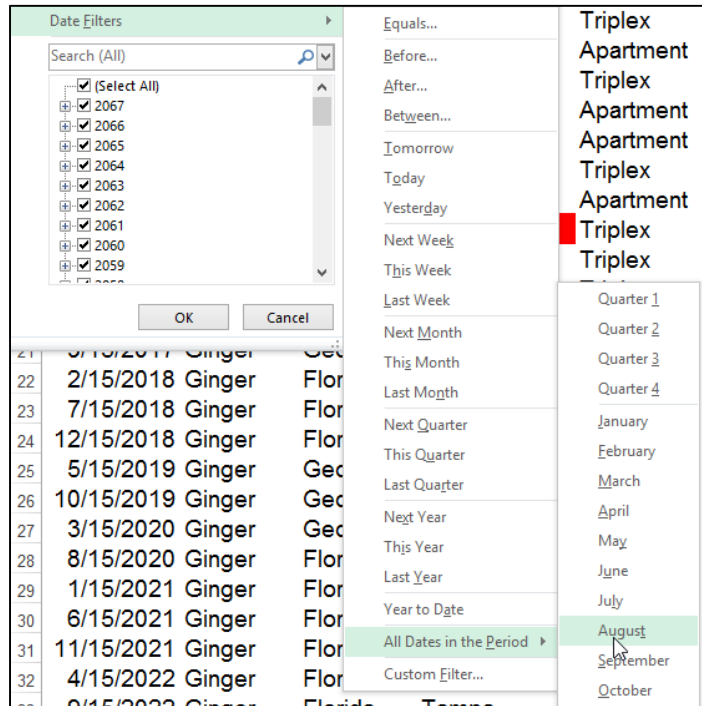 Date Filters
Search (All)
(Select All)
2067
2066
2065
2064
2063
2062
2061
2060
2059
OK Cancel
Equals...
Before...
After...
Between...
Tomorrow
Today
Yesterday
Next Week
This Week
Last Week
Next Month
This Month
Last Month
Next Quarter
This Quarter
Last Quarter
Next Year
This Year
Last Year
Year to Date
All Dates in the Period
Custom Filter...
Quarter 1
Quarter 2
Quarter 3
Quarter 4
January
February
March
April
May
June
July
August
September
October
Triplex
Apartment
Triplex
Apartment
Apartment
Triplex
Apartment
Triplex
Triplex
21 Ginger
22 2/15/2018 Ginger Flor
23 7/15/2018 Ginger Flor
24 12/15/2018 Ginger Flor
25 5/15/2019 Ginger Geo
26 10/15/2019 Ginger Geo
27 3/15/2020 Ginger Geo
28 8/15/2020 Ginger Flor
29 1/15/2021 Ginger Flor
30 6/15/2021 Ginger Flor
31 11/15/2021 Ginger Flor
32 4/15/2022 Ginger Flor